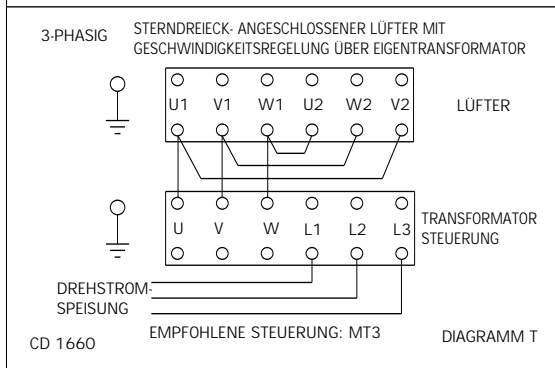 3-PHASIG
STERNDREIECK- ANGESCHLOSSENER LÜFTER MIT
GESCHWINDIGKEITSREGELUNG ÜBER EIGENTRANSFORMATOR
U1 V1 W1 U2 W2 V2
LÜFTER
U V W L1 L2 L3
TRANSFORMATOR
STEUERUNG
DREHSTROM-
SPEISUNG
EMPFOHLENE STEUERUNG: MT3
CD 1660
DIAGRAMM T